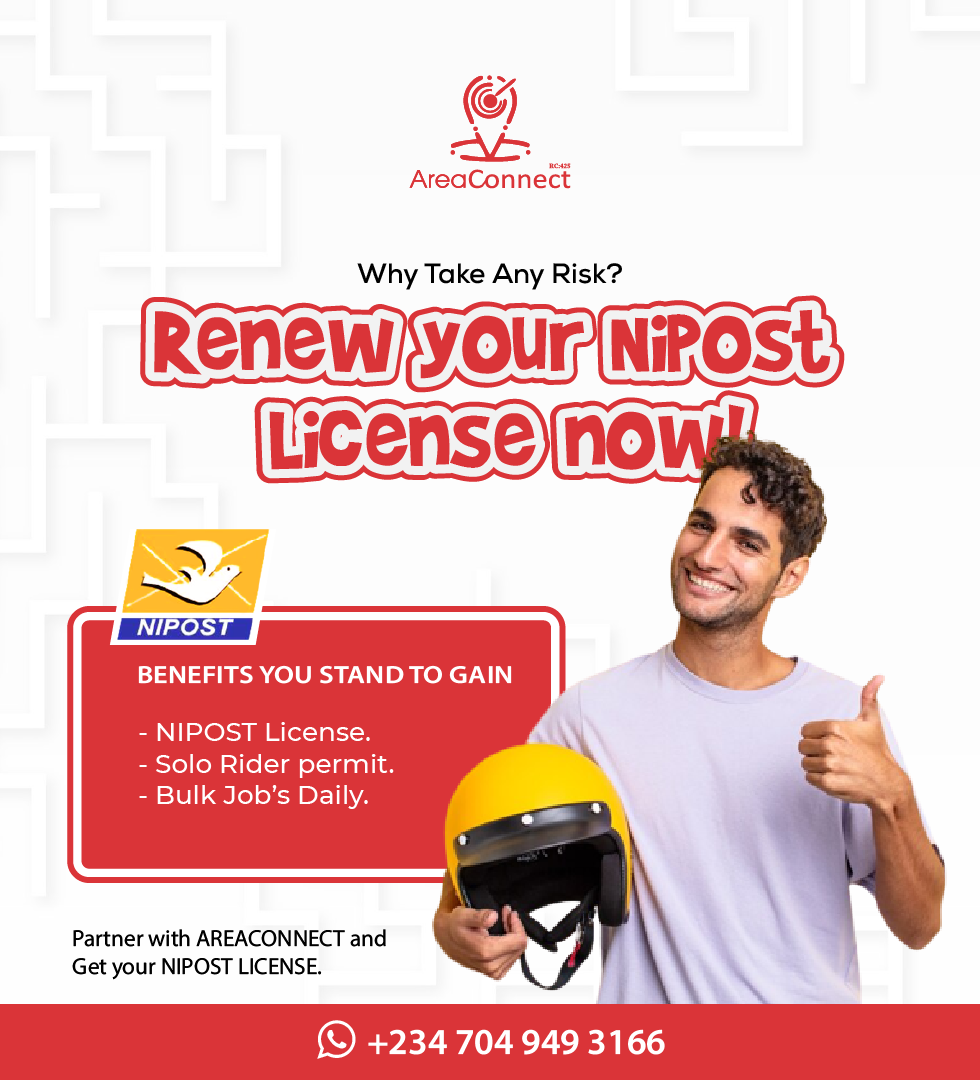 RC:425
AreaConnect
Why Take Any Risk?
Renew your NiPost
License now!
NIPOST
BENEFITS YOU STAND TO GAIN
- NIPOST License.
- Solo Rider permit.
- Bulk Job's Daily.
Partner with AREACONNECT and
Get your NIPOST LICENSE.
+234 704 949 3166